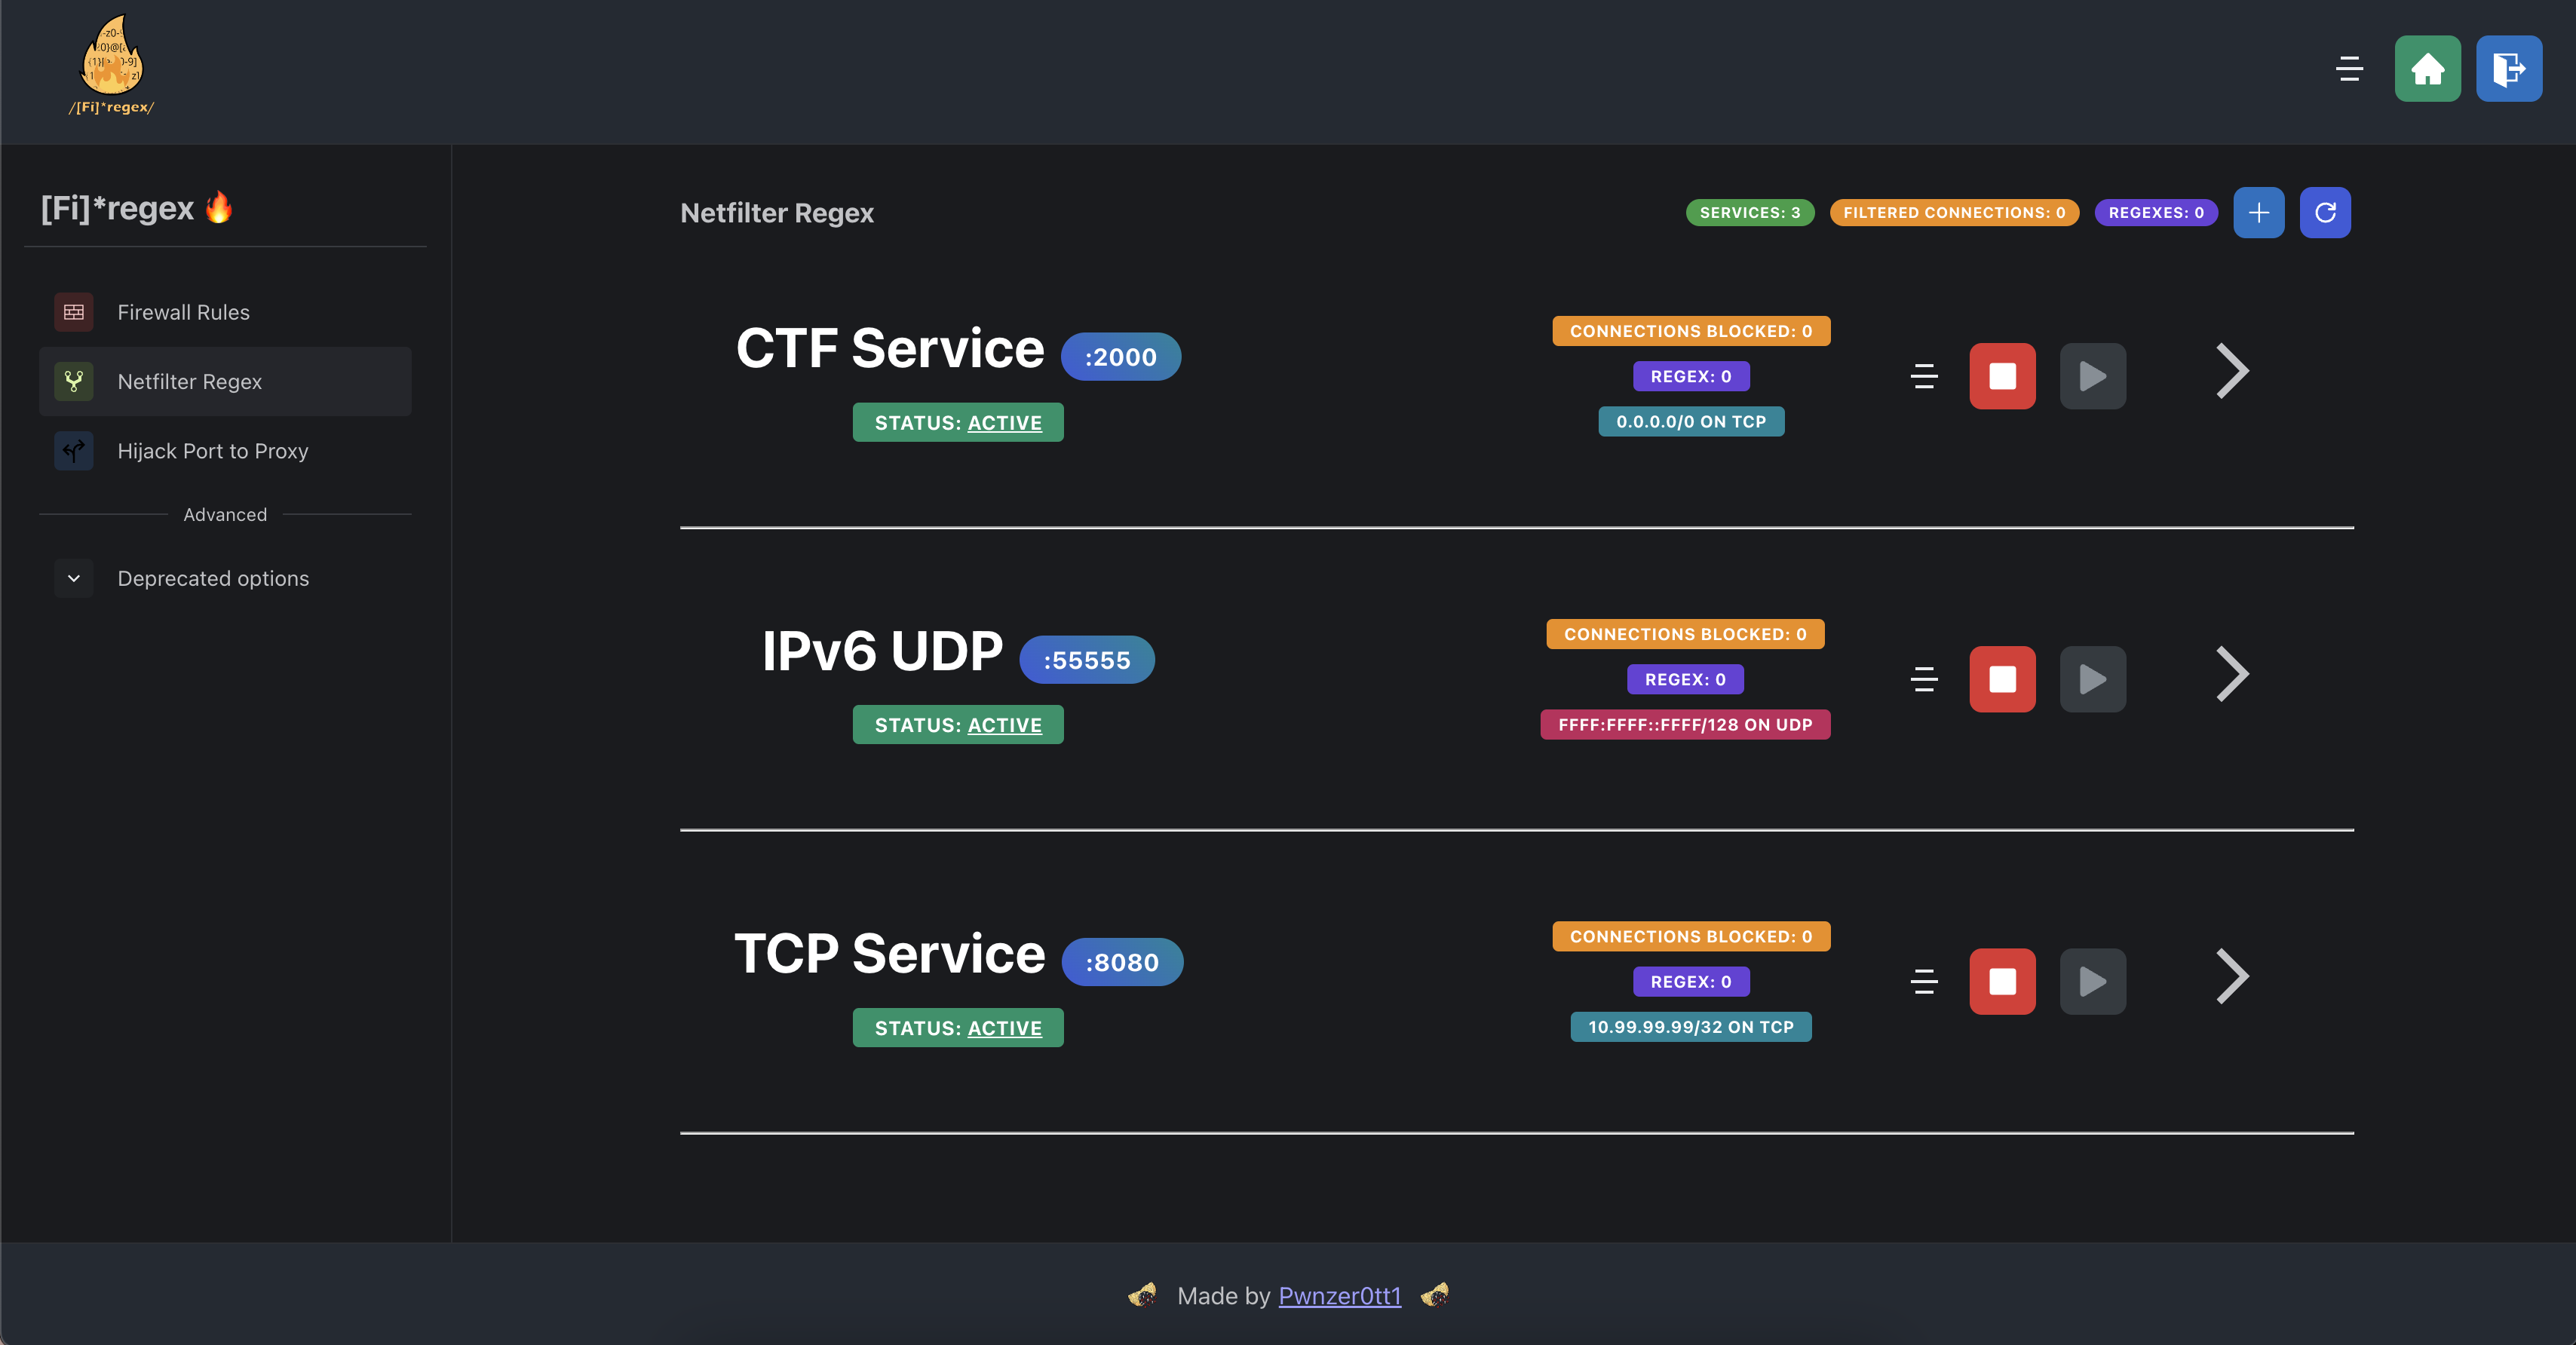 /[Fi]*regex/
[Fi]*regex 🔥
Firewall Rules
Netfilter Regex
Hijack Port to Proxy
Advanced
Deprecated options
Netfilter Regex
SERVICES: 3
FILTERED CONNECTIONS: 0
REGEXES: 0
CTF Service :2000
STATUS: ACTIVE
CONNECTIONS BLOCKED: 0
REGEX: 0
0.0.0.0/0 ON TCP
IPv6 UDP :55555
STATUS: ACTIVE
CONNECTIONS BLOCKED: 0
REGEX: 0
FFFF:FFFF::FFFF/128 ON UDP
TCP Service :8080
STATUS: ACTIVE
CONNECTIONS BLOCKED: 0
REGEX: 0
10.99.99.99/32 ON TCP
Made by Pwnzer0tt1